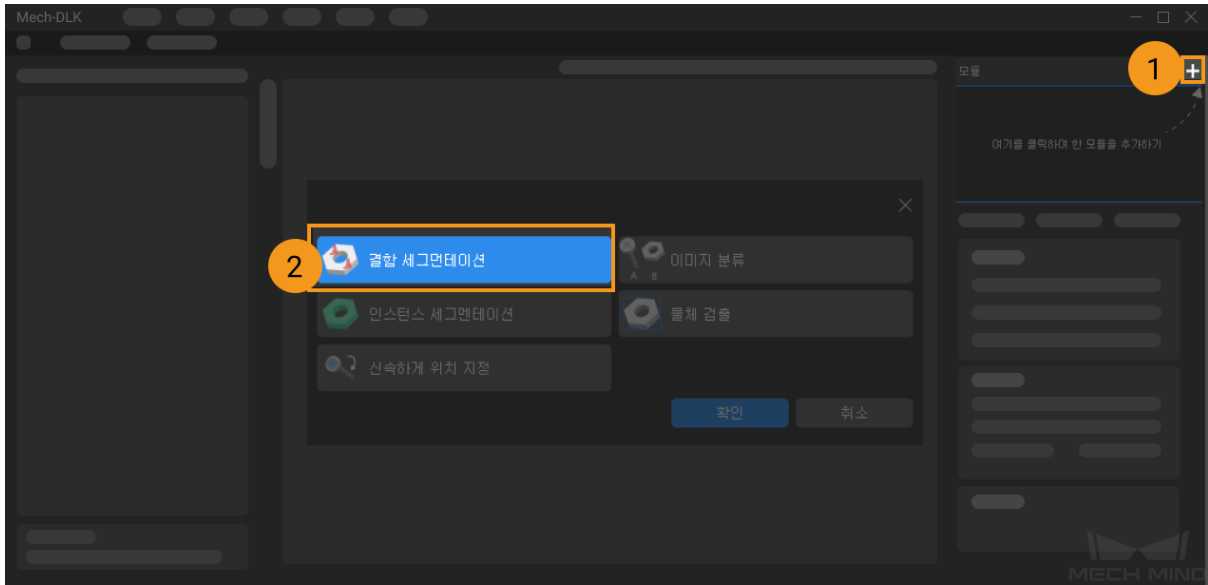 Mech-DLK
모듈
1
여기를 클릭하여 한 모듈을 추가하기
2
결함 세그먼테이션
이미지 분류
A B
인스턴스 세그멘테이션
물체 검출
신속하게 위치 지정
확인
취소
MECH MIND